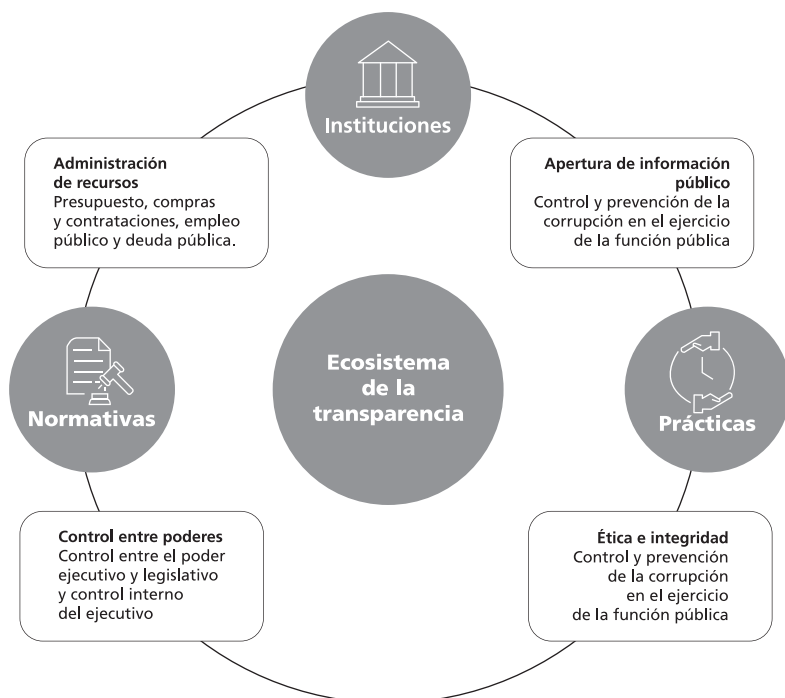 Instituciones
Administración
de recursos
Presupuesto, compras
y contrataciones, empleo
público y deuda pública.
Apertura de información
público
Control y prevención de la
corrupción en el ejercicio
de la función pública
Normativas
Ecosistema
de la
transparencia
Prácticas
Control entre poderes
Control entre el poder
ejecutivo y legislativo
y control interno
del ejecutivo
Ética e integridad
Control y prevención
de la corrupción
en el ejercicio
de la función pública